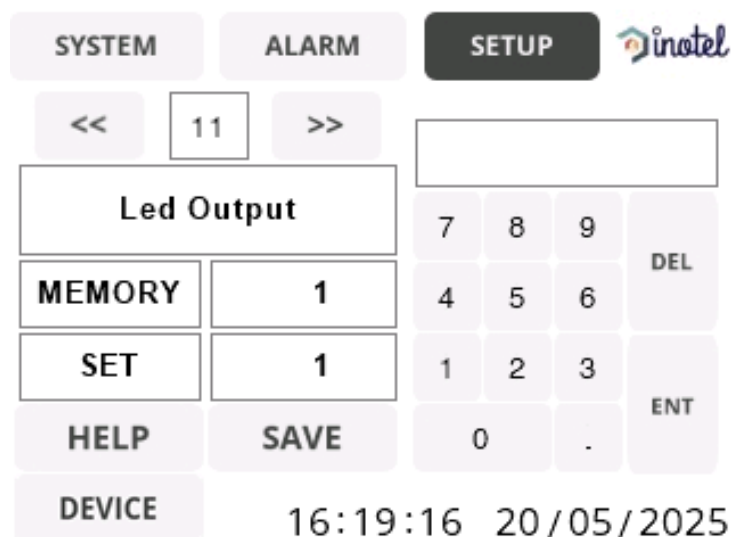 SYSTEM ALARM SETUP inotel
<< 11 >>
Led Output
7 8 9 DEL
MEMORY 1
4 5 6
SET 1
1 2 3 ENT
HELP SAVE
0 .
DEVICE
16:19:16 20/05/2025